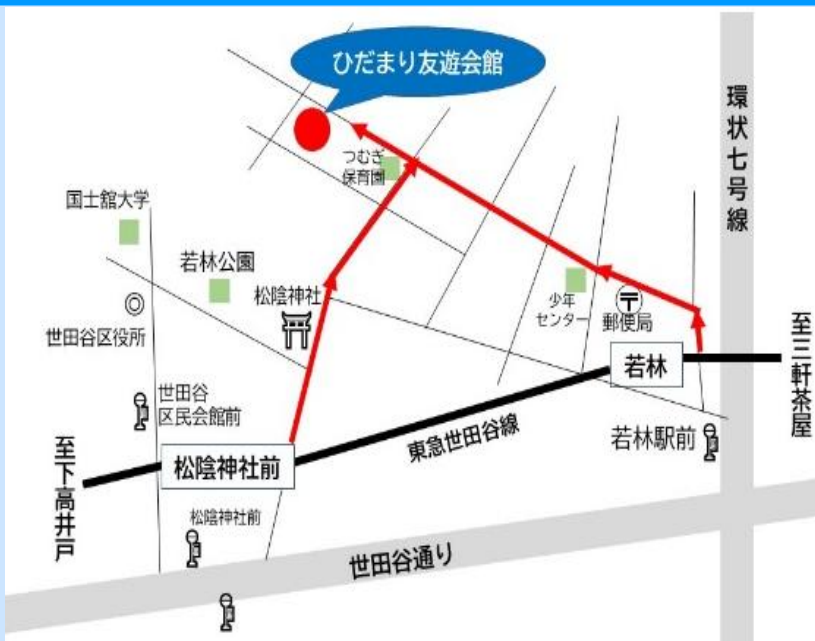 ひだまり友遊会館
環状七号線
つむぎ
保育園
国士舘大学
若林公園
松陰神社
少年
センター
郵便局
世田谷区役所
至三軒茶屋
若林
世田谷
区民会館前
若林駅前
東急世田谷線
至下高井戸
松陰神社前
松陰神社前
世田谷通り